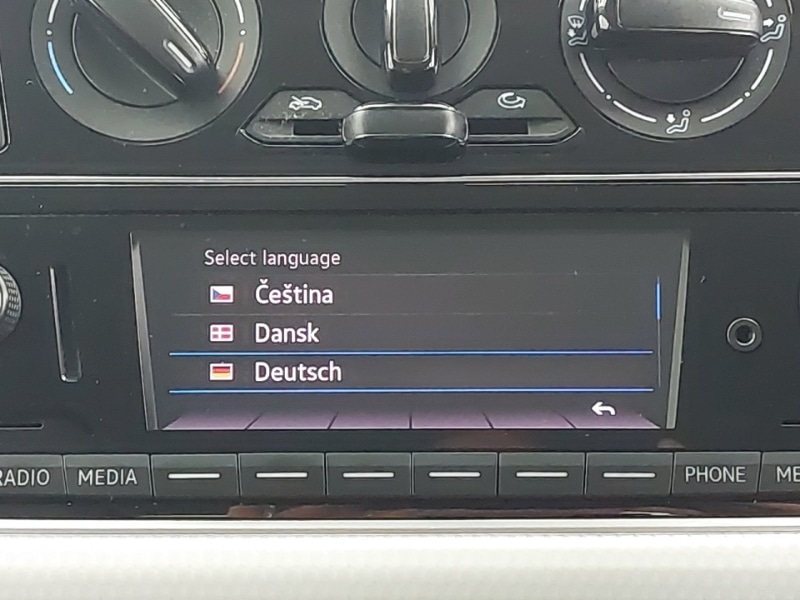 Select language
Čeština
Dansk
Deutsch
RADIO MEDIA PHONE